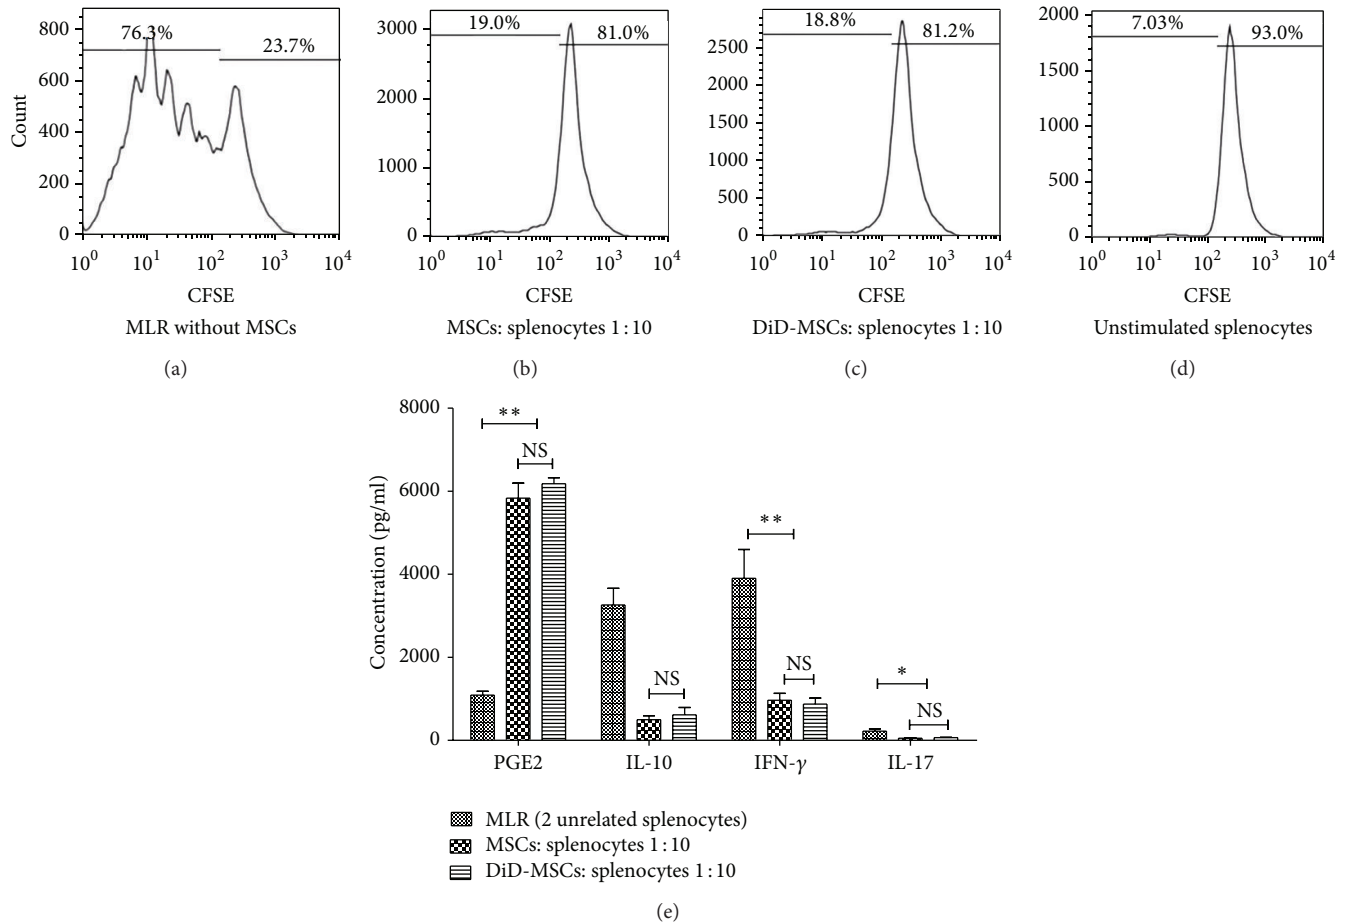 Count
800
600
400
200
0
76.3%
23.7%
10^0 10^1 10^2 10^3 10^4
CFSE
MLR without MSCs
(a)
3000
2000
1000
0
19.0%
81.0%
10^0 10^1 10^2 10^3 10^4
CFSE
MSCs: splenocytes 1 : 10
(b)
2500
2000
1500
1000
500
0
18.8%
81.2%
10^0 10^1 10^2 10^3 10^4
CFSE
DiD-MSCs: splenocytes 1 : 10
(c)
2000
1500
1000
500
0
7.03%
93.0%
10^0 10^1 10^2 10^3 10^4
CFSE
Unstimulated splenocytes
(d)
Concentration (pg/ml)
8000
6000
4000
2000
0
**
NS
NS
**
NS
*
NS
PGE2 IL-10 IFN-γ IL-17
MLR (2 unrelated splenocytes)
MSCs: splenocytes 1 : 10
DiD-MSCs: splenocytes 1 : 10
(e)